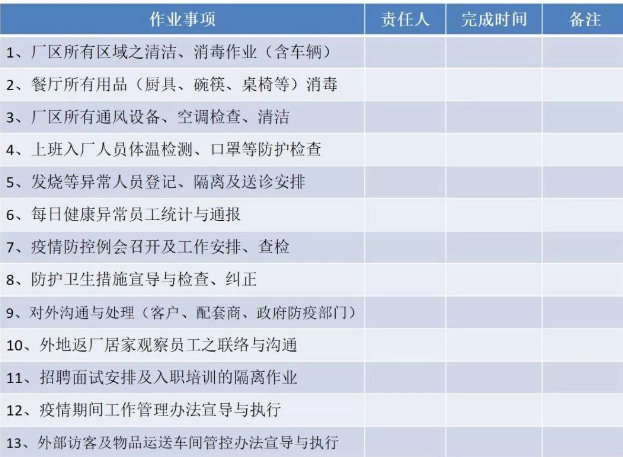 作业事项 责任人 完成时间 备注
1、厂区所有区域之清洁、消毒作业（含车辆）
2、餐厅所有用品（厨具、碗筷、桌椅等）消毒
3、厂区所有通风设备、空调检查、清洁
4、上班入厂人员体温检测、口罩等防护检查
5、发烧等异常人员登记、隔离及送诊安排
6、每日健康异常员工统计与通报
7、疫情防控例会召开及工作安排、查检
8、防护卫生措施宣导与检查、纠正
9、对外沟通与处理（客户、配套商、政府防疫部门）
10、外地返厂居家观察员工之联络与沟通
11、招聘面试安排及入职培训的隔离作业
12、疫情期间工作管理办法宣导与执行
13、外部访客及物品运送车间管控办法宣导与执行